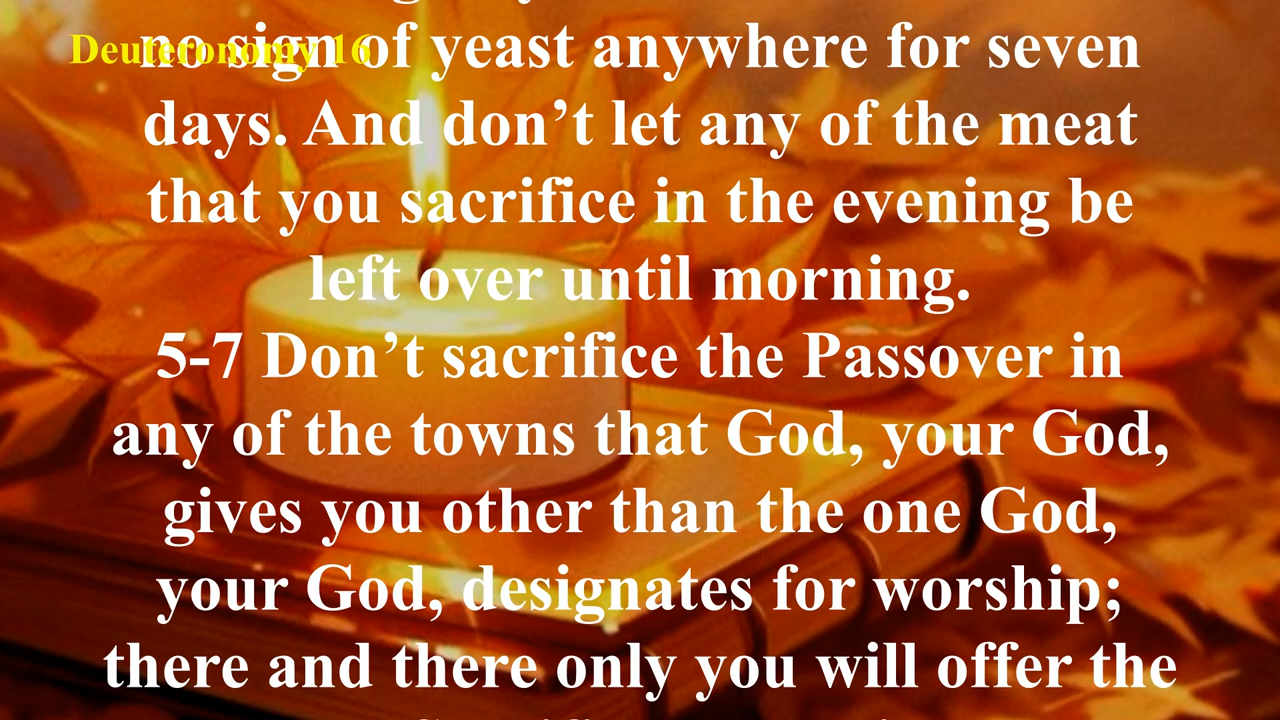 Deuteronomy 16
no sign of yeast anywhere for seven
days. And don’t let any of the meat
that you sacrifice in the evening be
left over until morning.
5-7 Don’t sacrifice the Passover in
any of the towns that God, your God,
gives you other than the one God,
your God, designates for worship;
there and there only you will offer the